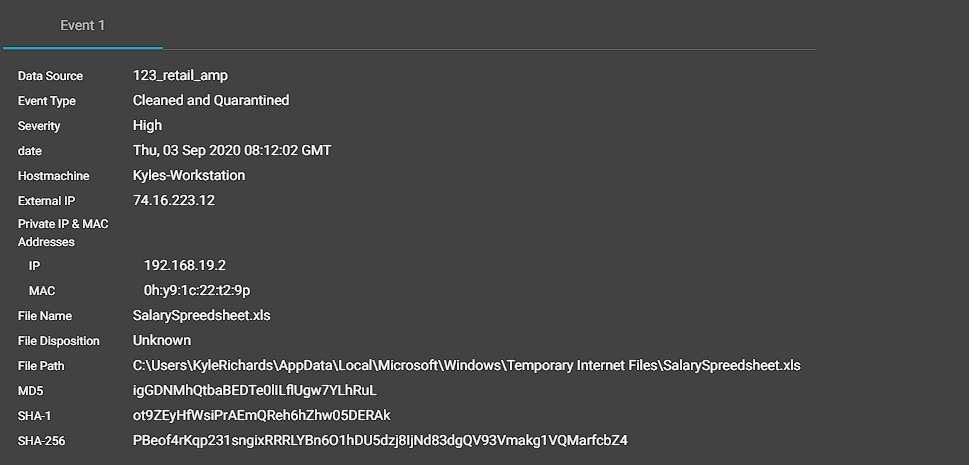 Event 1
Data Source 123_retail_amp
Event Type Cleaned and Quarantined
Severity High
date Thu, 03 Sep 2020 08:12:02 GMT
Hostmachine Kyles-Workstation
External IP 74.16.223.12
Private IP & MAC
Addresses
IP 192.168.19.2
MAC 0h:y9:1c:22:t2:9p
File Name SalarySpreedsheet.xls
File Disposition Unknown
File Path C:\Users\KyleRichards\AppData\Local\Microsoft\Windows\Temporary Internet Files\SalarySpreedsheet.xls
MD5 igGDNMhQtbaBEDTe0lILflUgw7YLhRuL
SHA-1 ot9ZEyHfWsiPrAEmQReh6hZhw05DERAk
SHA-256 PBeof4rKqp231sngixRRRLYBn6O1hDU5dzj8IjNd83dgQV93Vmakg1VQMarfcbZ4